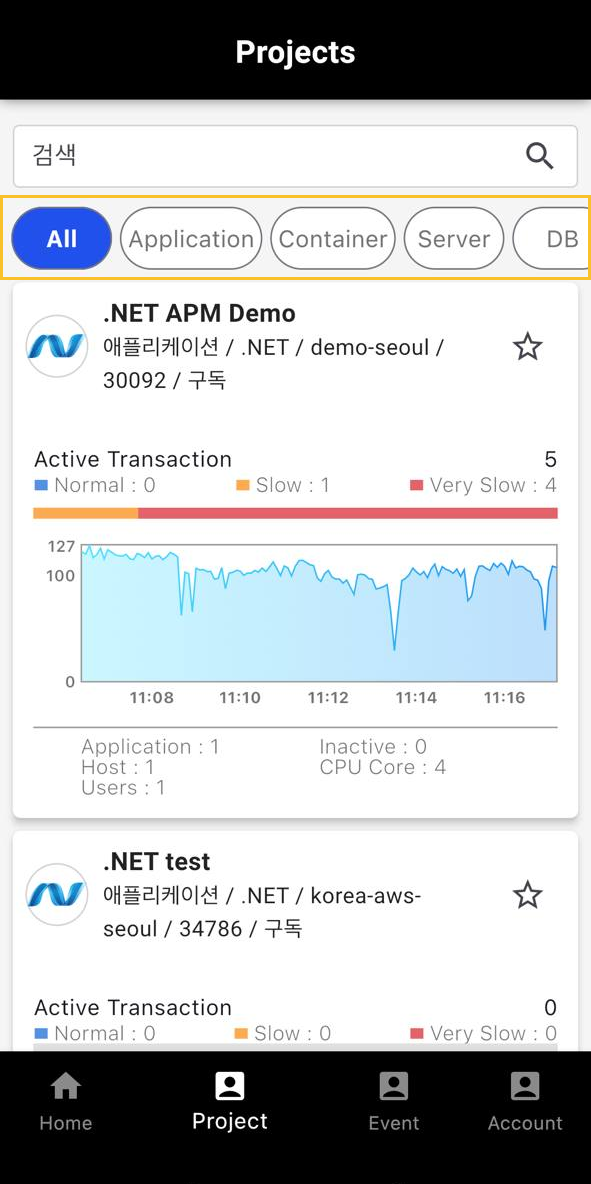 Projects
검색
All Application Container Server DB
.NET APM Demo
애플리케이션 / .NET / demo-seoul /
30092 / 구독
Active Transaction 5
Normal : 0 Slow : 1 Very Slow : 4
127
100
0
11:08 11:10 11:12 11:14 11:16
Application : 1 Inactive : 0
Host : 1 CPU Core : 4
Users : 1
.NET test
애플리케이션 / .NET / korea-aws-
seoul / 34786 / 구독
Active Transaction 0
Normal : 0 Slow : 0 Very Slow : 0
Home Project Event Account